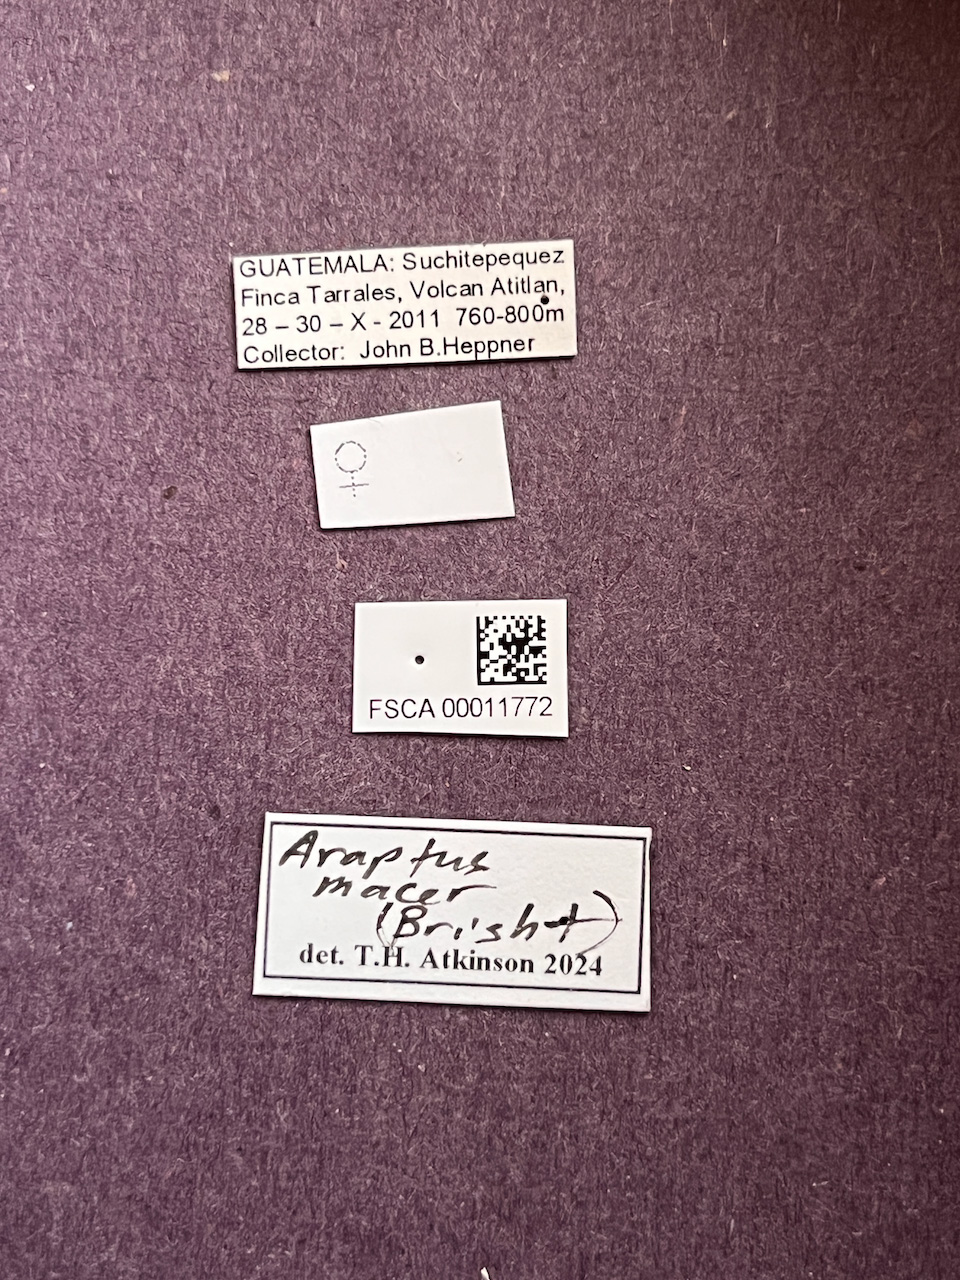 GUATEMALA: Suchitepequez
Finca Tarrales, Volcan Atitlan,
28 – 30 – X - 2011 760-800m
Collector: John B.Heppner
♀
FSCA 00011772
Araptus
macer
(Bright)
det. T.H. Atkinson 2024